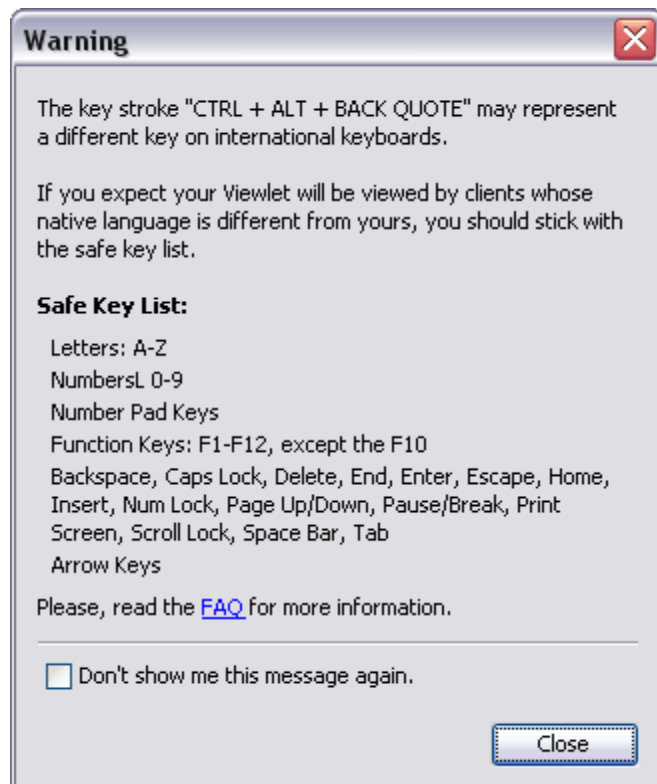 Warning
The key stroke "CTRL + ALT + BACK QUOTE" may represent
a different key on international keyboards.
If you expect your Viewlet will be viewed by clients whose
native language is different from yours, you should stick with
the safe key list.
Safe Key List:
Letters: A-Z
NumbersL 0-9
Number Pad Keys
Function Keys: F1-F12, except the F10
Backspace, Caps Lock, Delete, End, Enter, Escape, Home,
Insert, Num Lock, Page Up/Down, Pause/Break, Print
Screen, Scroll Lock, Space Bar, Tab
Arrow Keys
Please, read the FAQ for more information.
Don't show me this message again.
Close